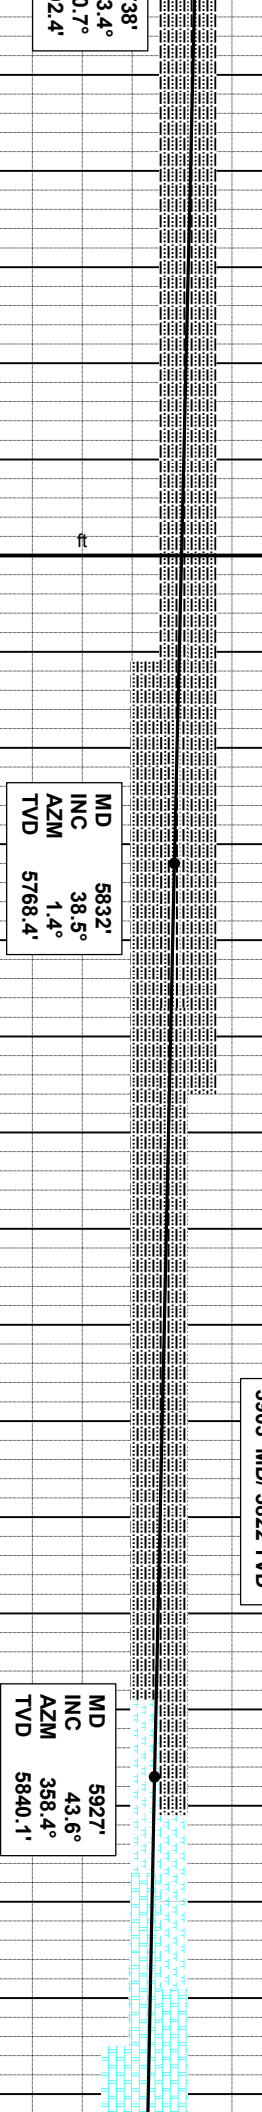 ft
MD 5832'
INC 38.5°
AZM 1.4°
TVD 5768.4'
MD 5927'
INC 43.6°
AZM 358.4°
TVD 5840.1'